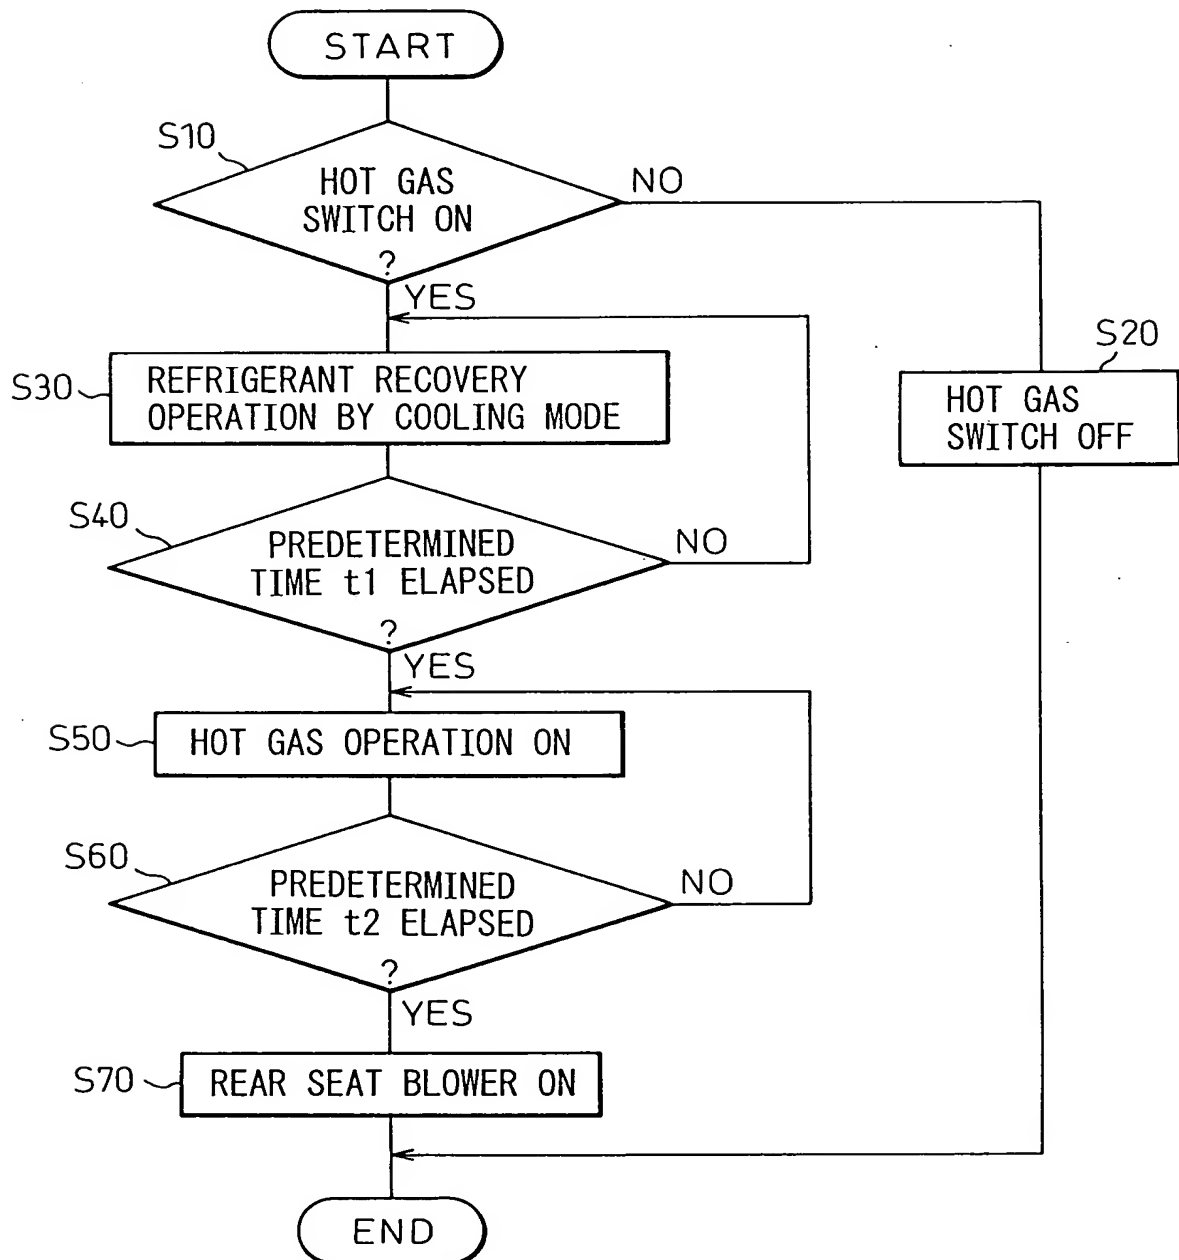 START
S10
HOT GAS
SWITCH ON
?
NO
YES
S20
HOT GAS
SWITCH OFF
S30
REFRIGERANT RECOVERY
OPERATION BY COOLING MODE
S40
PREDETERMINED
TIME t1 ELAPSED
?
NO
YES
S50
HOT GAS OPERATION ON
S60
PREDETERMINED
TIME t2 ELAPSED
?
NO
YES
S70
REAR SEAT BLOWER ON
END